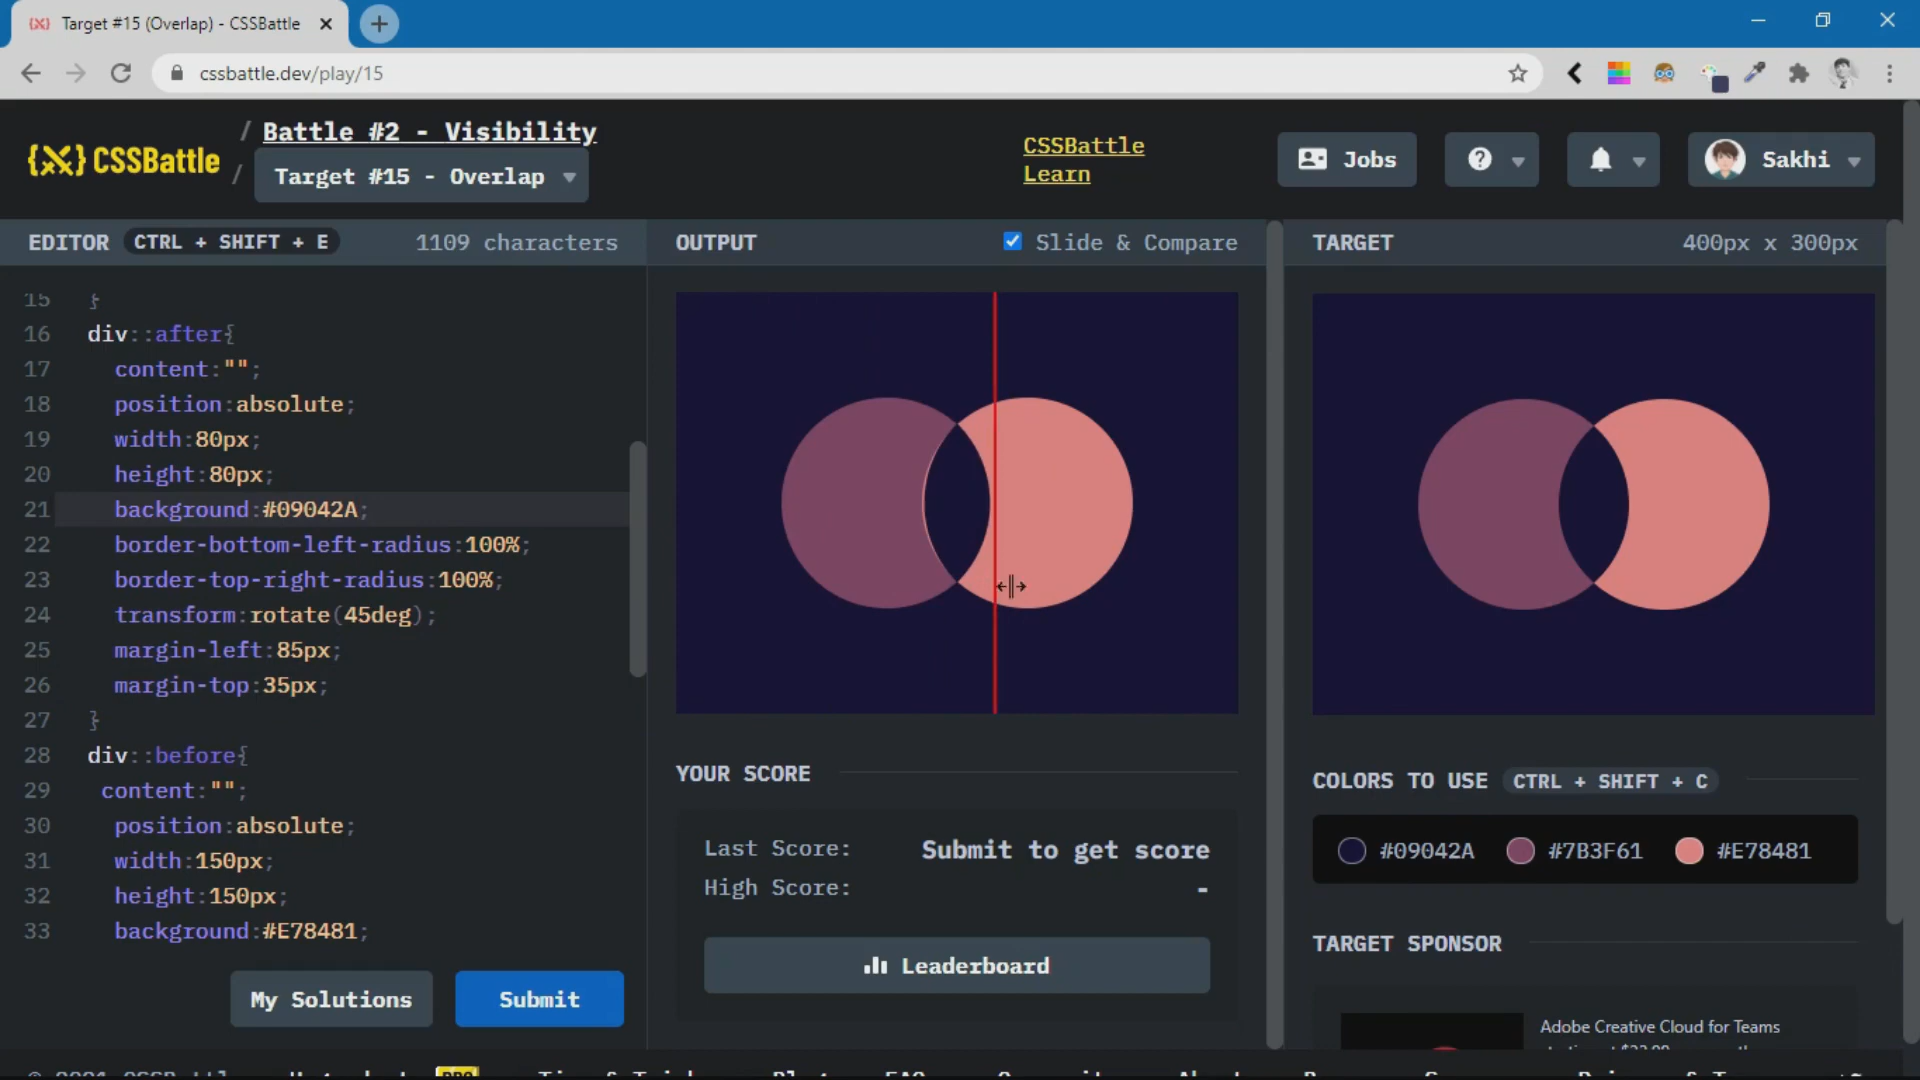 Target #15 (Overlap) - CSSBattle
cssbattle.dev/play/15
{X} CSSBattle
/ Battle #2 - Visibility
/ Target #15 - Overlap
CSSBattle
Learn
Jobs
Sakhi
EDITOR CTRL + SHIFT + E 1109 characters
15 }
16 div::after{
17 content:"";
18 position:absolute;
19 width:80px;
20 height:80px;
21 background:#09042A;
22 border-bottom-left-radius:100%;
23 border-top-right-radius:100%;
24 transform:rotate(45deg);
25 margin-left:85px;
26 margin-top:35px;
27 }
28 div::before{
29 content:"";
30 position:absolute;
31 width:150px;
32 height:150px;
33 background:#E78481;
My Solutions
Submit
OUTPUT Slide & Compare
YOUR SCORE
Last Score: Submit to get score
High Score: -
Leaderboard
TARGET 400px x 300px
COLORS TO USE CTRL + SHIFT + C
#09042A #7B3F61 #E78481
TARGET SPONSOR
Adobe Creative Cloud for Teams